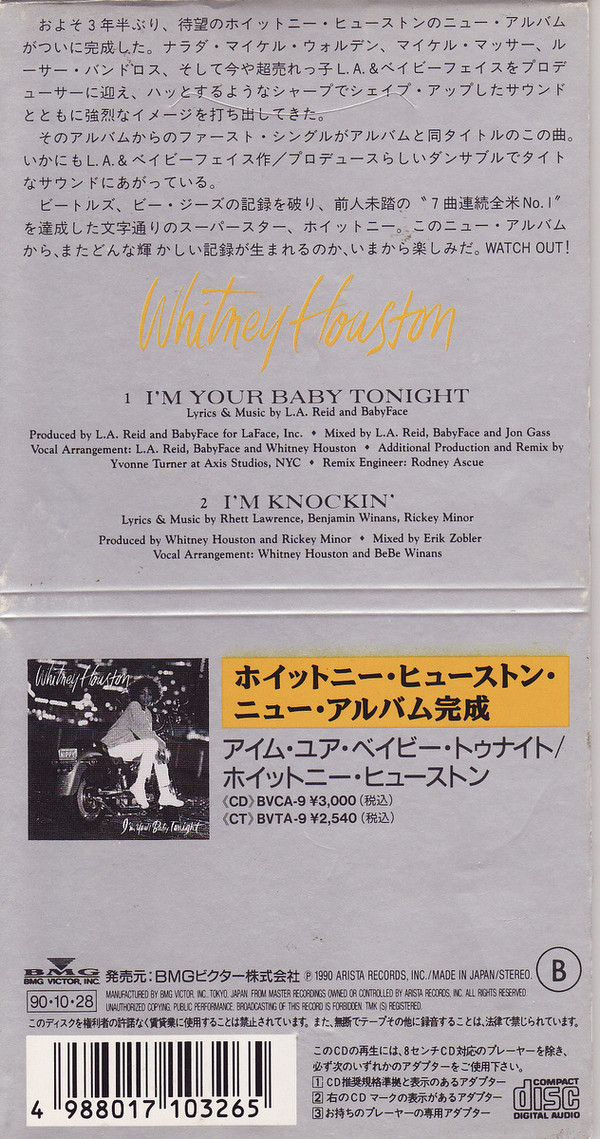 およそ3年半ぶり、待望のホイットニー・ヒューストンのニュー・アルバム
がついに完成した。ナラダ・マイケル・ウォルデン、マイケル・マッサー、ル
ーサー・バンドロス、そして今や超売れっ子L.A.&ベイビーフェイスをプロデ
ューサーに迎え、ハッとするようなシャープでシェイプ・アップしたサウンド
とともに強烈なイメージを打ち出してきた。
そのアルバムからのファースト・シングルがアルバムと同タイトルのこの曲。
いかにもL.A.&ベイビーフェイス作/プロデュースらしいダンサブルでタイト
なサウンドにあがっている。
ビートルズ、ビー・ジーズの記録を破り、前人未踏の〝7曲連続全米No.1〟
を達成した文字通りのスーパースター、ホイットニー。このニュー・アルバム
から、またどんな輝かしい記録が生まれるのか、いまから楽しみだ。WATCH OUT!
Whitney Houston
1 I'M YOUR BABY TONIGHT
Lyrics & Music by L.A. Reid and BabyFace
Produced by L.A. Reid and BabyFace for LaFace, Inc. ♦ Mixed by L.A. Reid, BabyFace and Jon Gass
Vocal Arrangement: L.A. Reid, BabyFace and Whitney Houston ♦ Additional Production and Remix by
Yvonne Turner at Axis Studios, NYC ♦ Remix Engineer: Rodney Ascue
2 I'M KNOCKIN'
Lyrics & Music by Rhett Lawrence, Benjamin Winans, Rickey Minor
Produced by Whitney Houston and Rickey Minor ♦ Mixed by Erik Zobler
Vocal Arrangement: Whitney Houston and BeBe Winans
Whitney Houston
I'm Your Baby Tonight
ホイットニー・ヒューストン・
ニュー・アルバム完成
アイム・ユア・ベイビー・トゥナイト/
ホイットニー・ヒューストン
《CD》BVCA-9 ¥3,000(税込)
《CT》BVTA-9 ¥2,540(税込)
BMG
BMG VICTOR, INC.
発売元:BMGビクター株式会社 ℗ 1990 ARISTA RECORDS, INC./MADE IN JAPAN/STEREO.
B
90・10・28
MANUFACTURED BY BMG VICTOR. INC., TOKYO, JAPAN. FROM MASTER RECORDINGS OWNED OR CONTROLLED BY ARISTA RECORDS, INC. ALL RIGHTS RESERVED.
UNAUTHORIZED COPYING, PUBLIC PERFORMANCE, BROADCASTING OF THIS RECORD IS FORBIDDEN. TMK (S) REGISTERED.
このディスクを権利者の許諾なく賃貸業に使用することは禁止されています。また、無断でテープその他に録音することは、法律で禁じられています。
4 988017 103265
このCDの再生には、8センチCD対応のプレーヤーを除き、
必ず次のいずれかのアダプターをご使用下さい。
1 CD推奨規格準拠と表示のあるアダプター
2 右のCDマークの表示があるアダプター
3 お持ちのプレーヤーの専用アダプター
COMPACT
disc
DIGITAL AUDIO